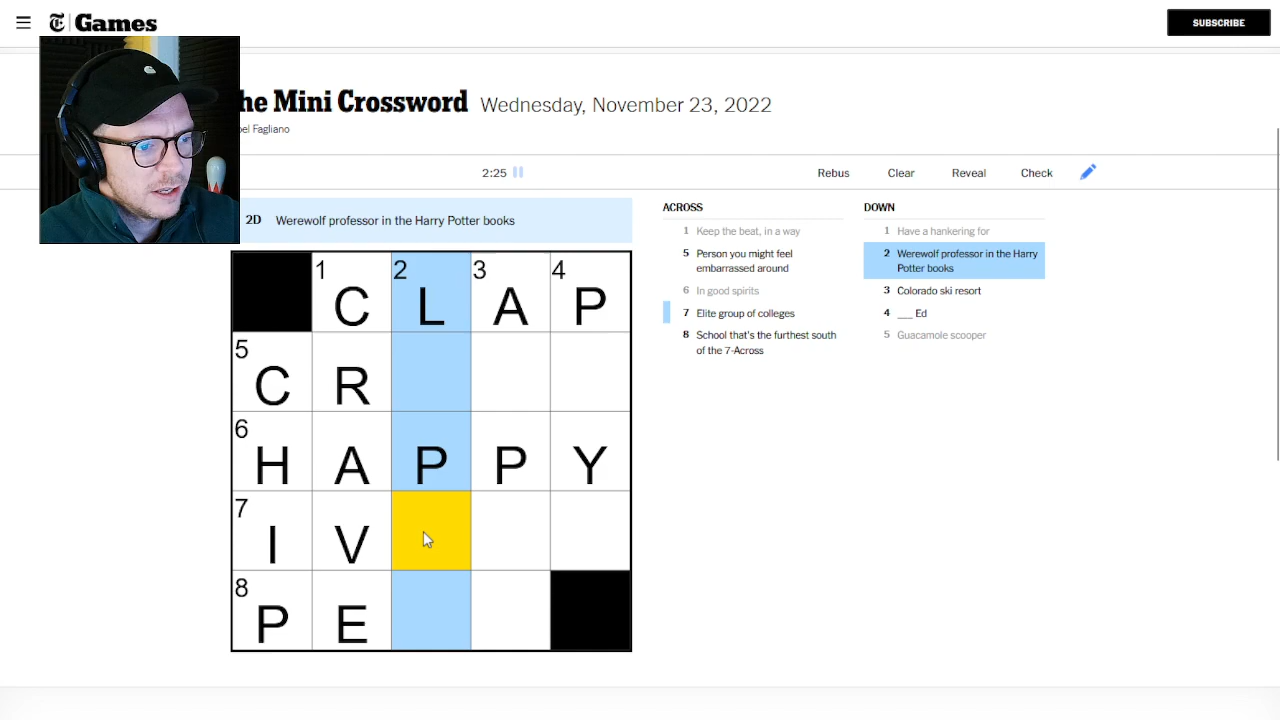 Games
SUBSCRIBE
he Mini Crossword Wednesday, November 23, 2022
el Fagliano
2:25
Rebus Clear Reveal Check
2D Werewolf professor in the Harry Potter books
ACROSS
1 Keep the beat, in a way
5 Person you might feel
embarrassed around
6 In good spirits
7 Elite group of colleges
8 School that's the furthest south
of the 7-Across
DOWN
1 Have a hankering for
2 Werewolf professor in the Harry
Potter books
3 Colorado ski resort
4 ___ Ed
5 Guacamole scooper
1 2 3 4
C L A P
5
C R
6
H A P P Y
7
I V
8
P E